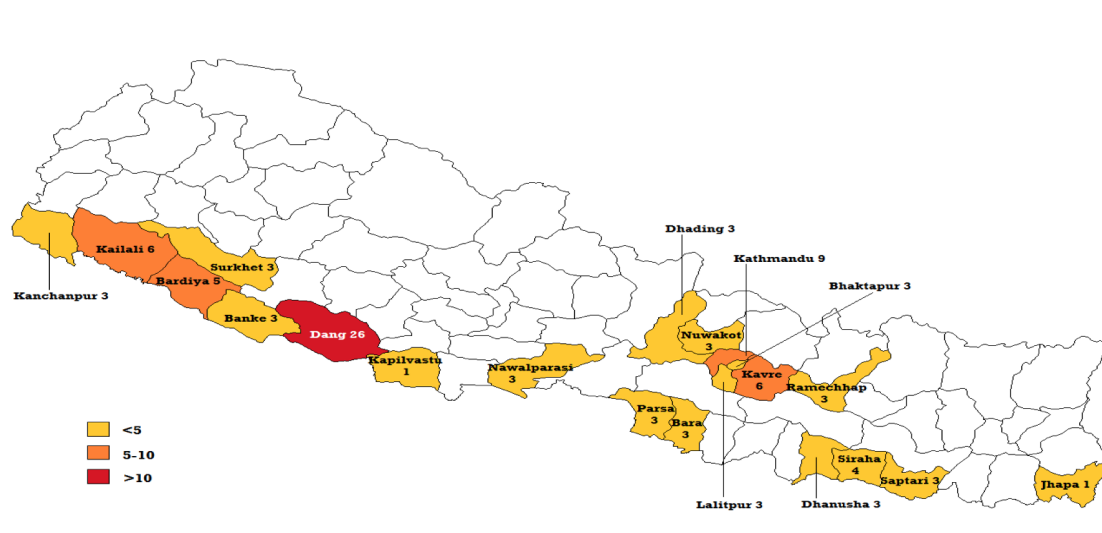 Dhading 3
Kathmandu 9
Bhaktapur 3
Kailali 6
Surkhet 3
Bardiya 5
Kanchanpur 3
Banke 3
Dang 26
Nuwakot
3
Kapilvastu
1
Nawalparasi
3
Kavre
6
Ramechhap
3
Parsa
3
Bara
3
Siraha
4
Saptari 3
Jhapa 1
Lalitpur 3
Dhanusha 3
<5
5-10
>10